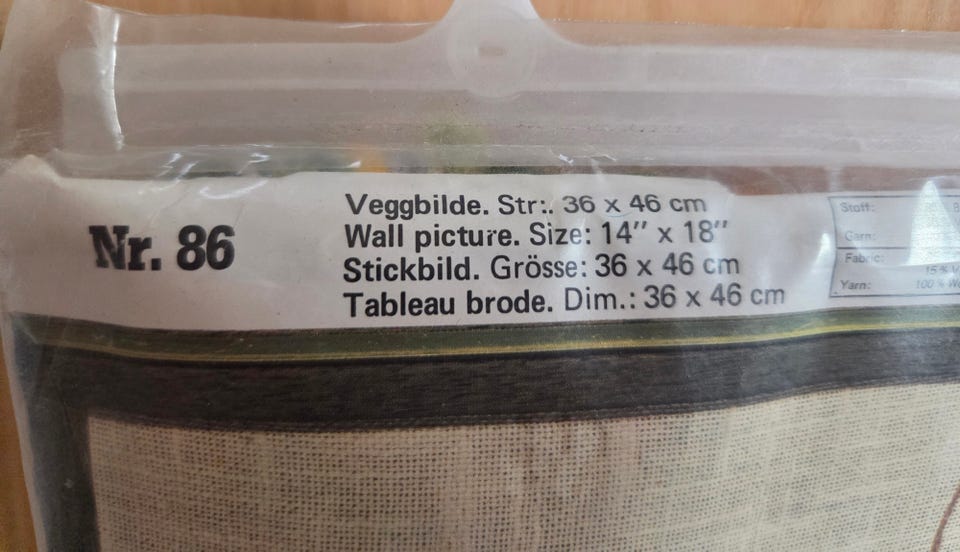 Nr. 86
Veggbilde. Str:. 36 x 46 cm
Wall picture. Size: 14" x 18"
Stickbild. Grösse: 36 x 46 cm
Tableau brode. Dim.: 36 x 46 cm
Stoff:
Garn:
Fabric:
15 %
Yarn: 100 %